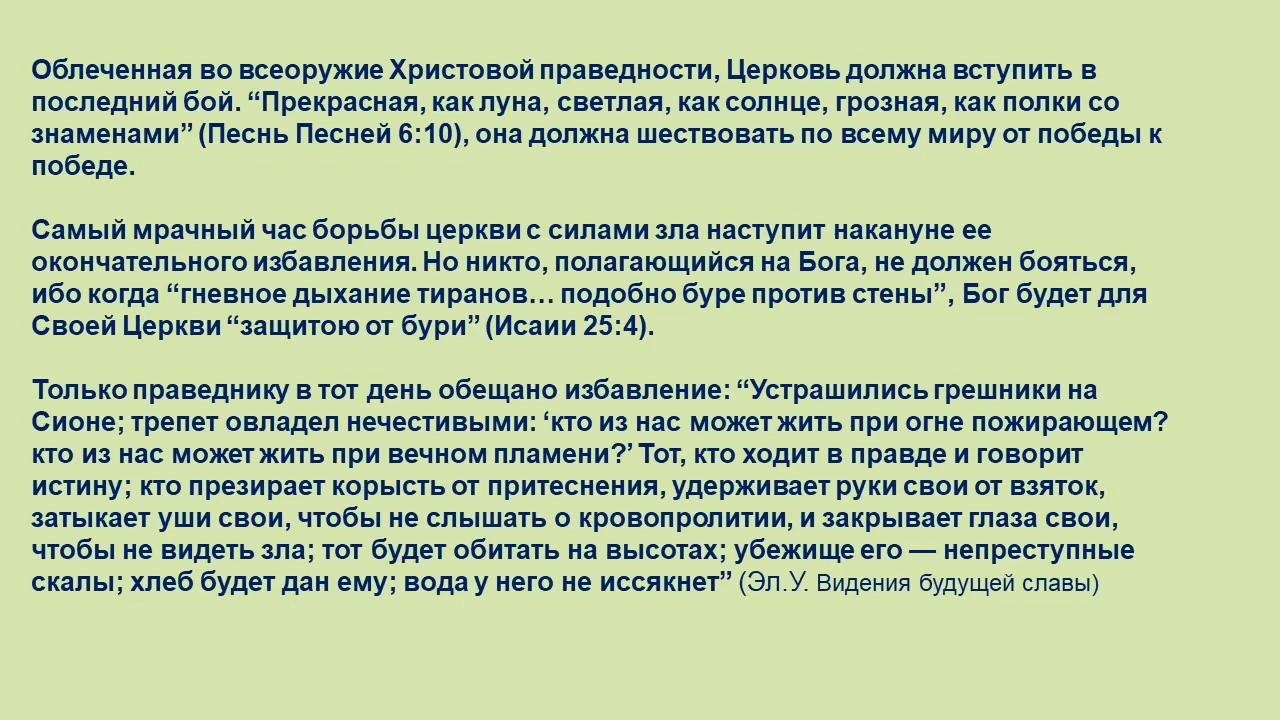 Облеченная во всеоружие Христовой праведности, Церковь должна вступить в
последний бой. “Прекрасная, как луна, светлая, как солнце, грозная, как полки со
знаменами” (Песнь Песней 6:10), она должна шествовать по всему миру от победы к
победе.
Самый мрачный час борьбы церкви с силами зла наступит накануне ее
окончательного избавления. Но никто, полагающийся на Бога, не должен бояться,
ибо когда “гневное дыхание тиранов… подобно буре против стены”, Бог будет для
Своей Церкви “защитою от бури” (Исаии 25:4).
Только праведнику в тот день обещано избавление: “Устрашились грешники на
Сионе; трепет овладел нечестивыми: ‘кто из нас может жить при огне пожирающем?
кто из нас может жить при вечном пламени?’ Тот, кто ходит в правде и говорит
истину; кто презирает корысть от притеснения, удерживает руки свои от взяток,
затыкает уши свои, чтобы не слышать о кровопролитии, и закрывает глаза свои,
чтобы не видеть зла; тот будет обитать на высотах; убежище его — неприступные
скалы; хлеб будет дан ему; вода у него не иссякнет” (Эл.У. Видения будущей славы)